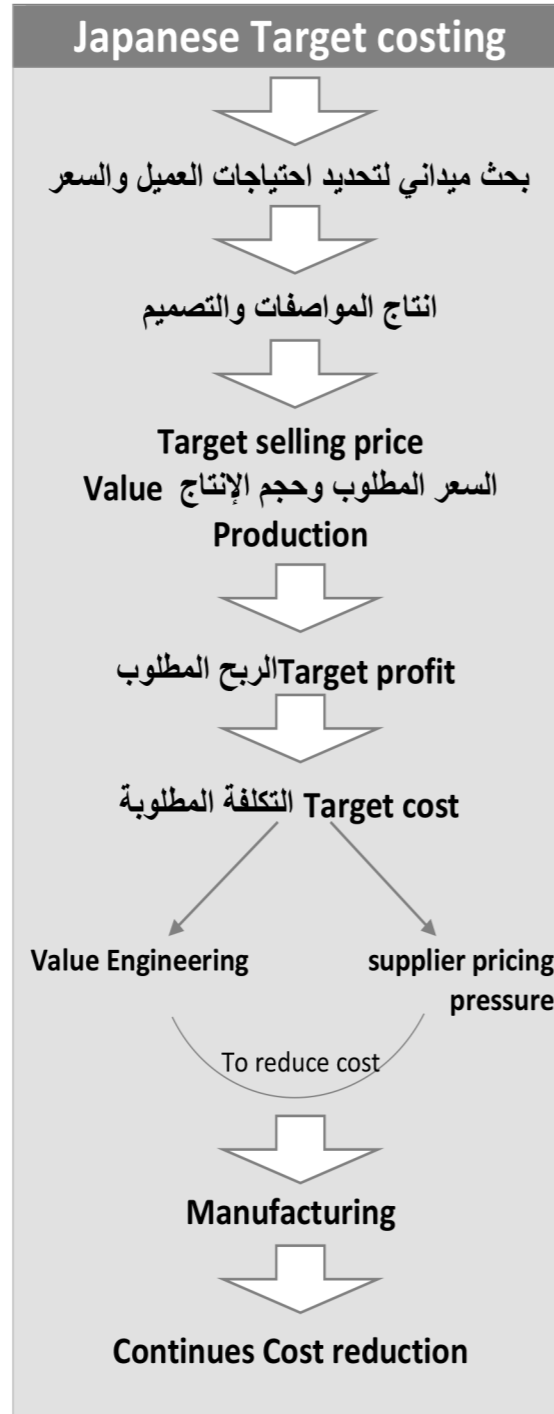 Japanese Target costing
بحث ميداني لتحديد احتياجات العميل والسعر
انتاج المواصفات والتصميم
Target selling price
السعر المطلوب وحجم الإنتاج Value
Production
الربح المطلوب Target profit
التكلفة المطلوبة Target cost
Value Engineering
supplier pricing
pressure
To reduce cost
Manufacturing
Continues Cost reduction